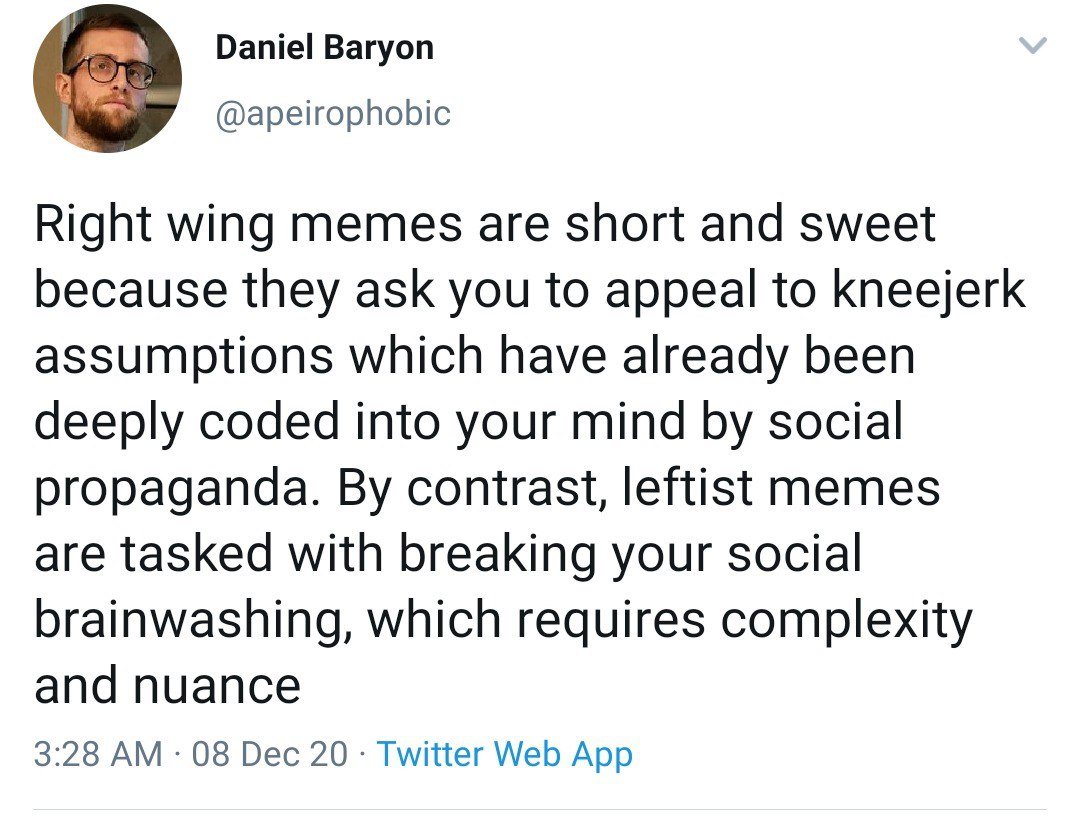 Daniel Baryon
@apeirophobic
Right wing memes are short and sweet
because they ask you to appeal to kneejerk
assumptions which have already been
deeply coded into your mind by social
propaganda. By contrast, leftist memes
are tasked with breaking your social
brainwashing, which requires complexity
and nuance
3:28 AM · 08 Dec 20 · Twitter Web App